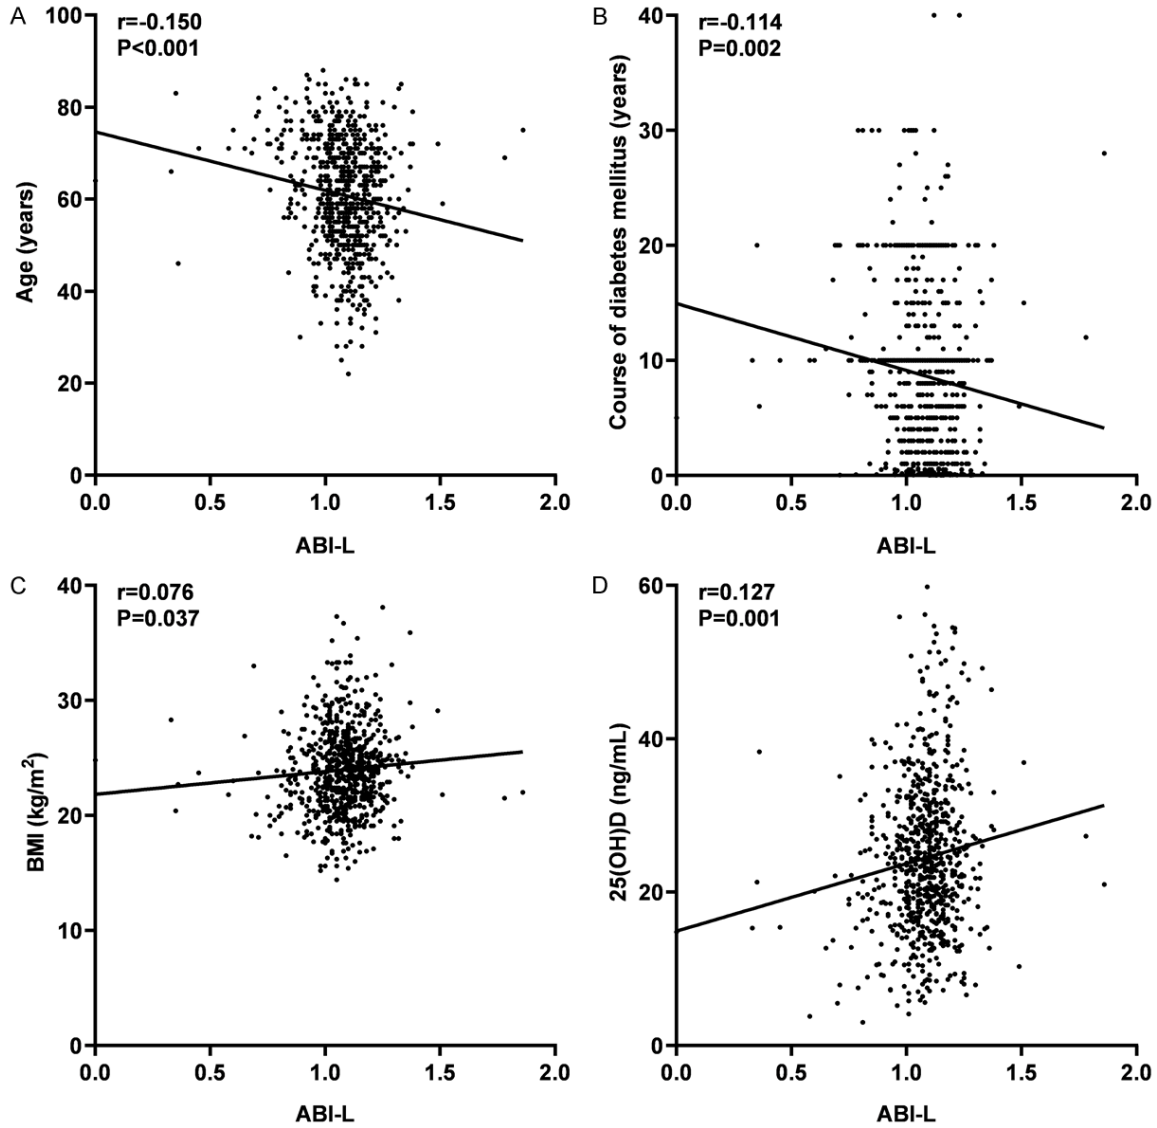 A
r=-0.150
P<0.001
100
80
60
40
20
0
Age (years)
0.0 0.5 1.0 1.5 2.0
ABI-L
B
r=-0.114
P=0.002
40
30
20
10
0
Course of diabetes mellitus (years)
0.0 0.5 1.0 1.5 2.0
ABI-L
C
r=0.076
P=0.037
40
30
20
10
0
BMI (kg/m²)
0.0 0.5 1.0 1.5 2.0
ABI-L
D
r=0.127
P=0.001
60
40
20
0
25(OH)D (ng/mL)
0.0 0.5 1.0 1.5 2.0
ABI-L